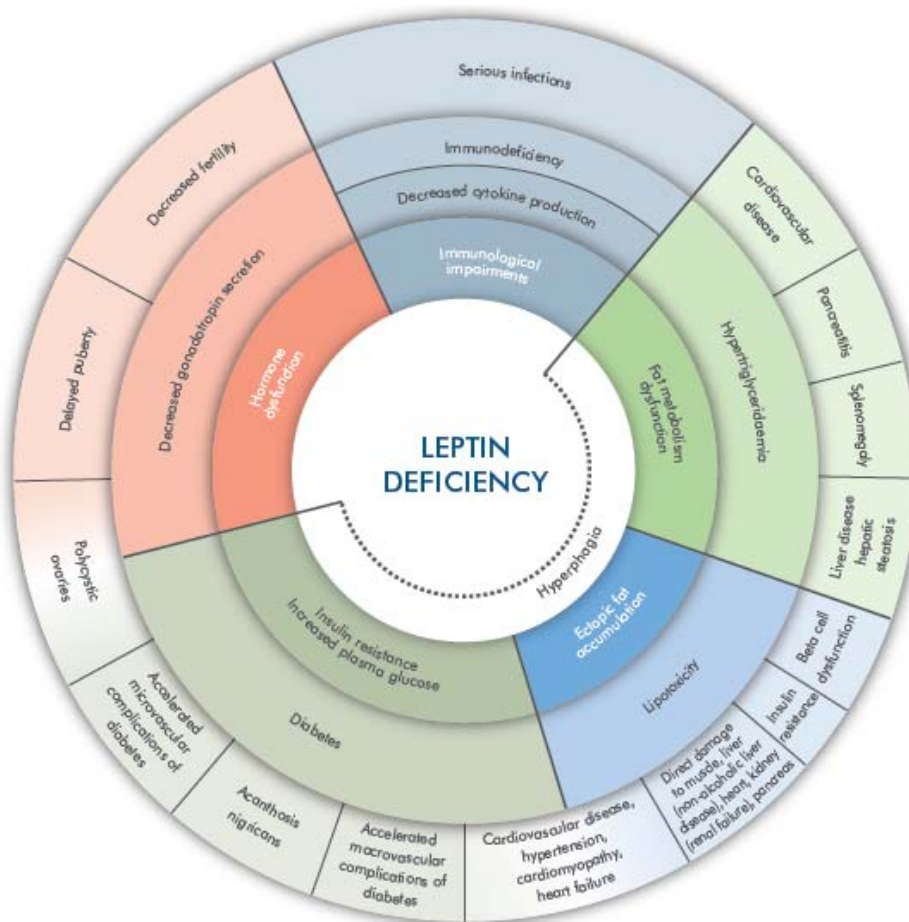 LEPTIN
DEFICIENCY
Hyperphagia
Immunological
impairments
Decreased cytokine production
Immunodeficiency
Serious infections
Fat metabolism
dysfunction
Hypertriglyceridaemia
Cardiovascular
disease
Pancreatitis
Splenomegaly
Liver disease
hepatic
steatosis
Ectopic fat
accumulation
Lipotoxicity
Beta cell
dysfunction
Insulin
resistance
Direct damage
to muscle, liver
(non-alcoholic liver
disease), heart, kidney
(renal failure), pancreas
Cardiovascular disease,
hypertension,
cardiomyopathy,
heart failure
Insulin resistance
Increased plasma glucose
Diabetes
Accelerated
macrovascular
complications of
diabetes
Acanthosis
nigricans
Accelerated
microvascular
complications of
diabetes
Polycystic
ovaries
Hormone
dysfunction
Decreased gonadotropin secretion
Delayed puberty
Decreased fertility